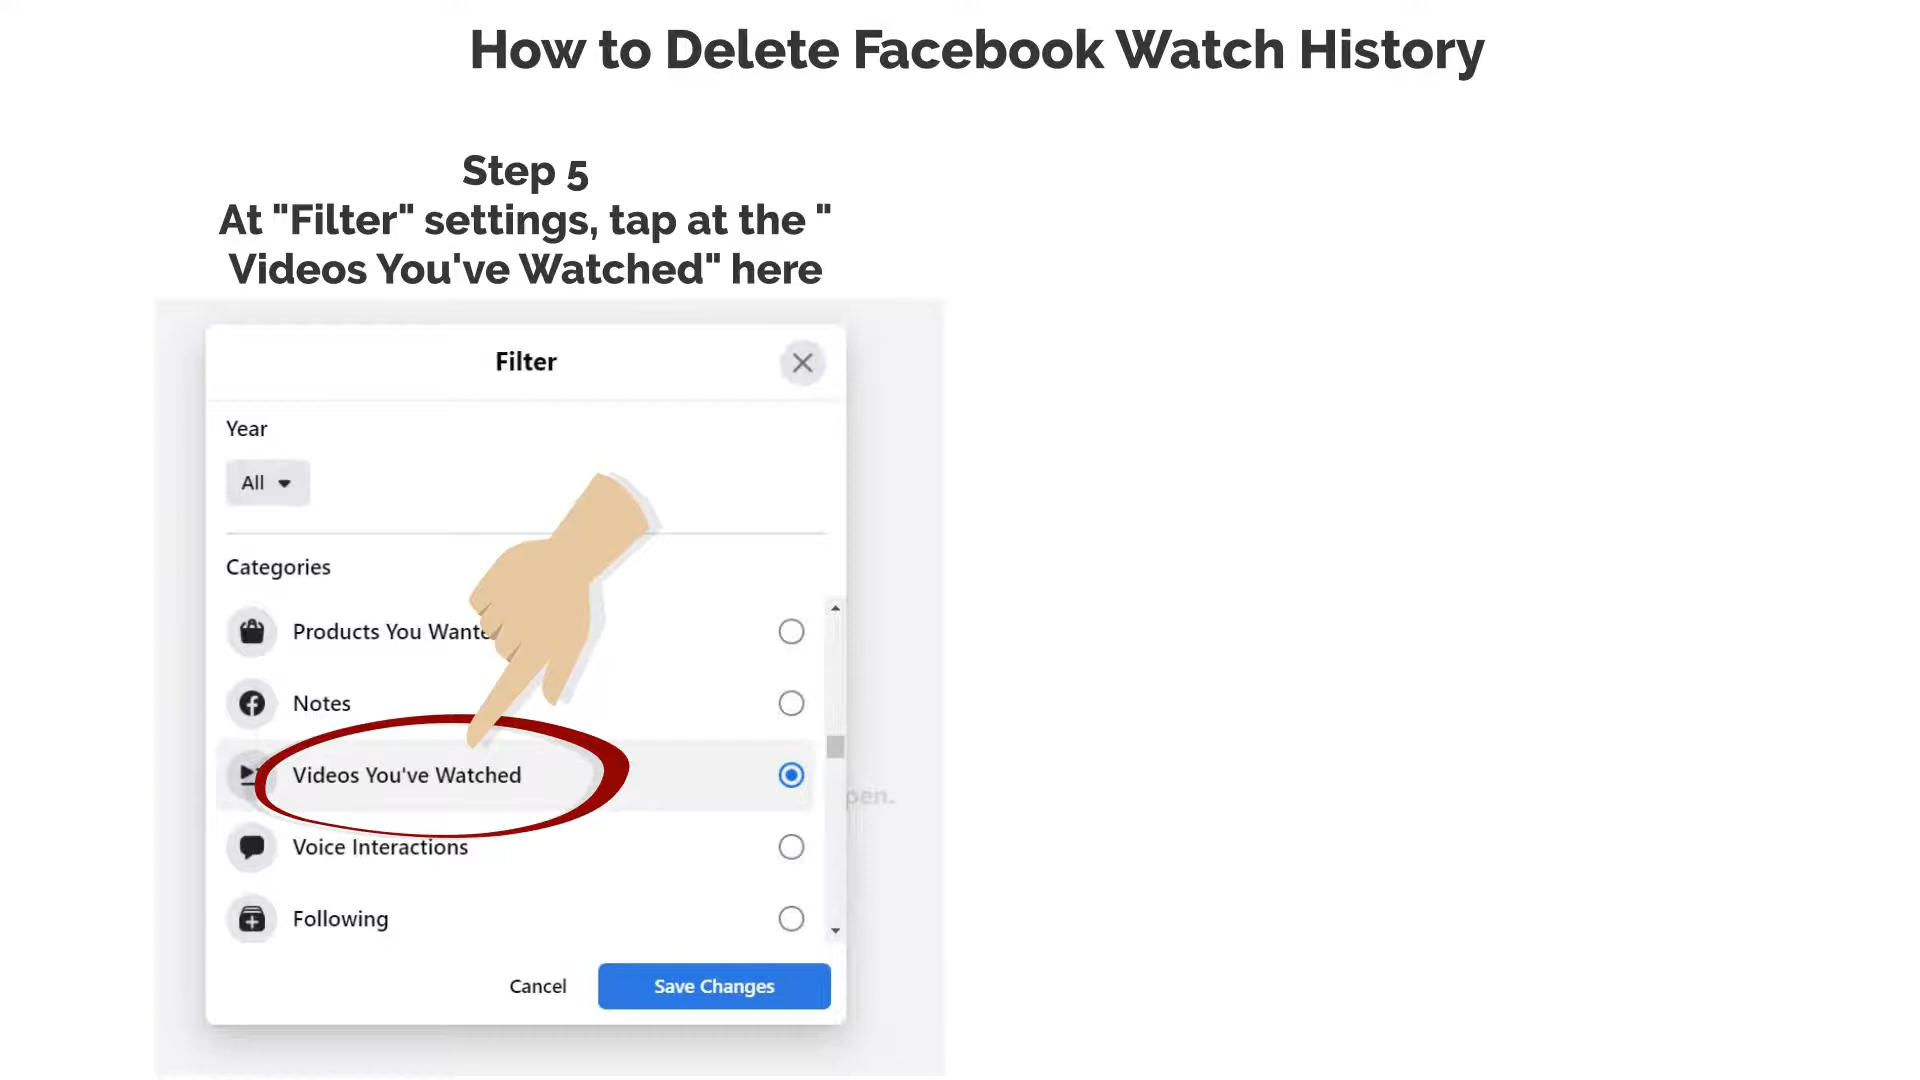 How to Delete Facebook Watch History
Step 5
At "Filter" settings, tap at the "
Videos You've Watched" here
Filter
Year
All
Categories
Products You
Notes
Videos You've Watched
Voice Interactions
Following
Cancel
Save Changes